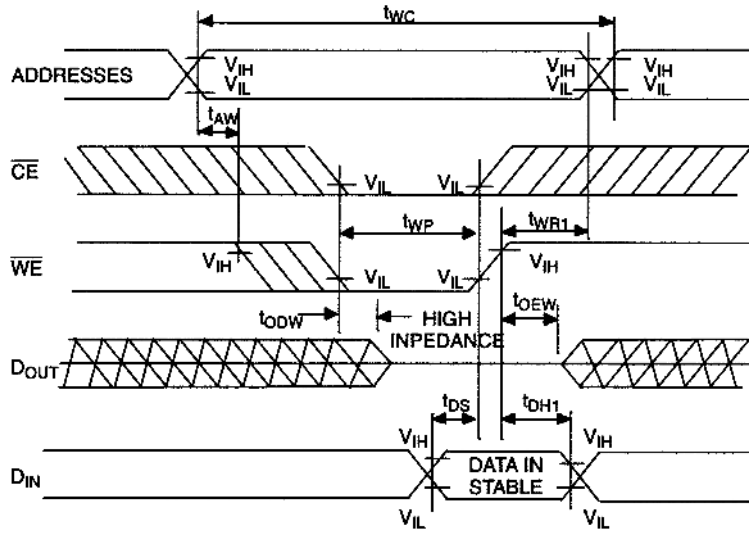 tWC
ADDRESSES
VIH
VIL
VIH
VIL
VIH
VIL
tAW
CE
VIL
VIL
tWP
tWR1
WE
VIH
VIL
VIL
VIH
tODW
HIGH
INPEDANCE
tOEW
DOUT
tDS
tDH1
VIH
VIH
DIN
DATA IN
STABLE
VIL
VIL